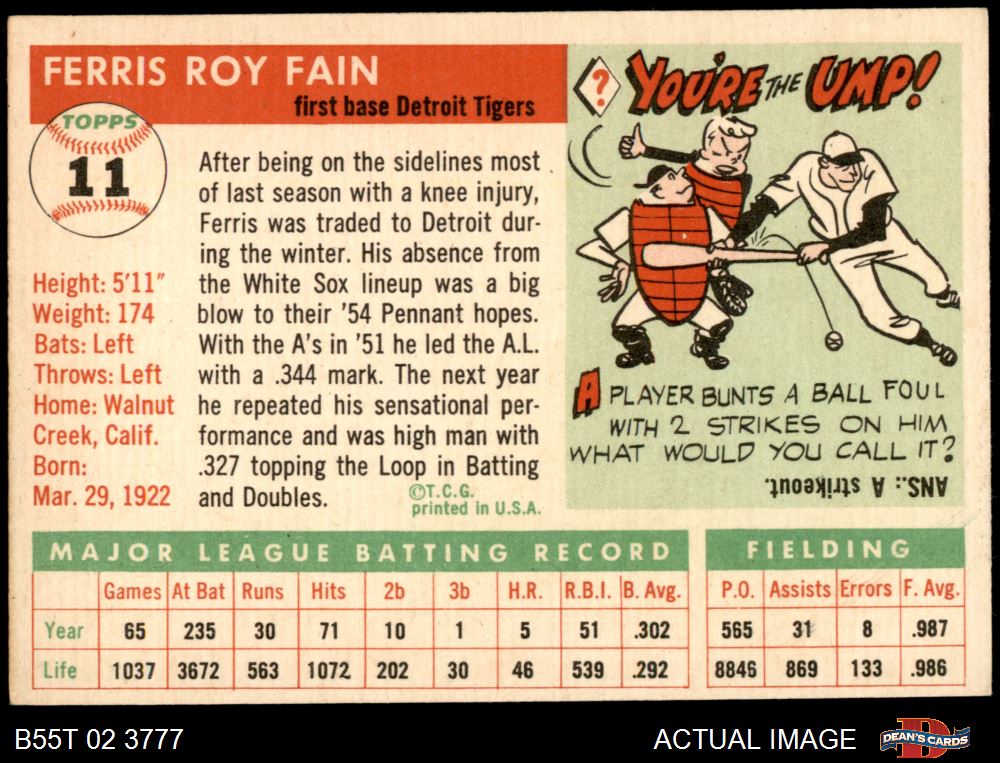 FERRIS ROY FAIN
first base Detroit Tigers
TOPPS
11
After being on the sidelines most
of last season with a knee injury,
Ferris was traded to Detroit dur-
ing the winter. His absence from
the White Sox lineup was a big
blow to their '54 Pennant hopes.
With the A's in '51 he led the A.L.
with a .344 mark. The next year
he repeated his sensational per-
formance and was high man with
.327 topping the Loop in Batting
and Doubles.
©T.C.G.
printed in U.S.A.
Height: 5'11"
Weight: 174
Bats: Left
Throws: Left
Home: Walnut
Creek, Calif.
Born:
Mar. 29, 1922
? YOU'RE THE UMP!
A PLAYER BUNTS A BALL FOUL
WITH 2 STRIKES ON HIM
WHAT WOULD YOU CALL IT?
ANS.: A strikeout.
MAJOR LEAGUE BATTING RECORD
Games At Bat Runs Hits 2b 3b H.R. R.B.I. B. Avg.
Year 65 235 30 71 10 1 5 51 .302
Life 1037 3672 563 1072 202 30 46 539 .292
FIELDING
P.O. Assists Errors F. Avg.
565 31 8 .987
8846 869 133 .986
B55T 02 3777
ACTUAL IMAGE
D
DEAN'S CARDS